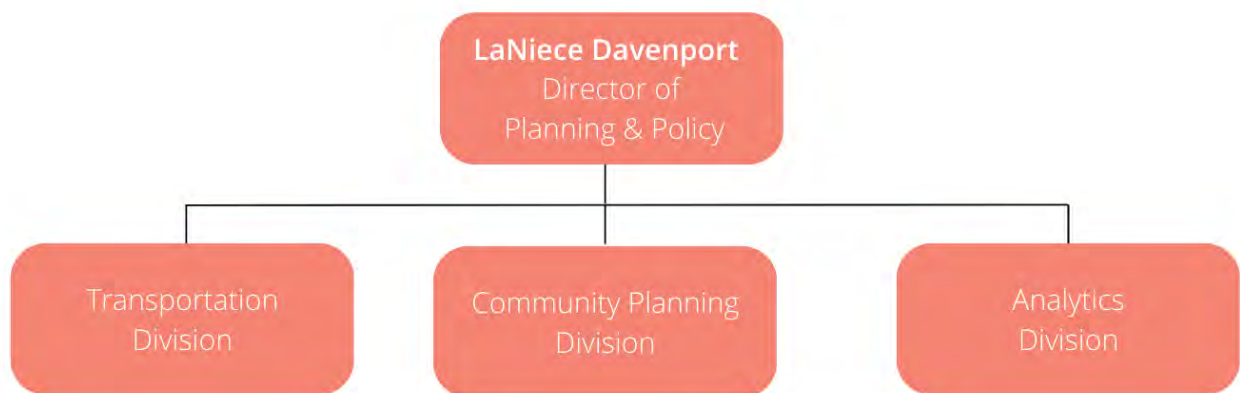 LaNiece Davenport
Director of
Planning & Policy
Transportation
Division
Community Planning
Division
Analytics
Division